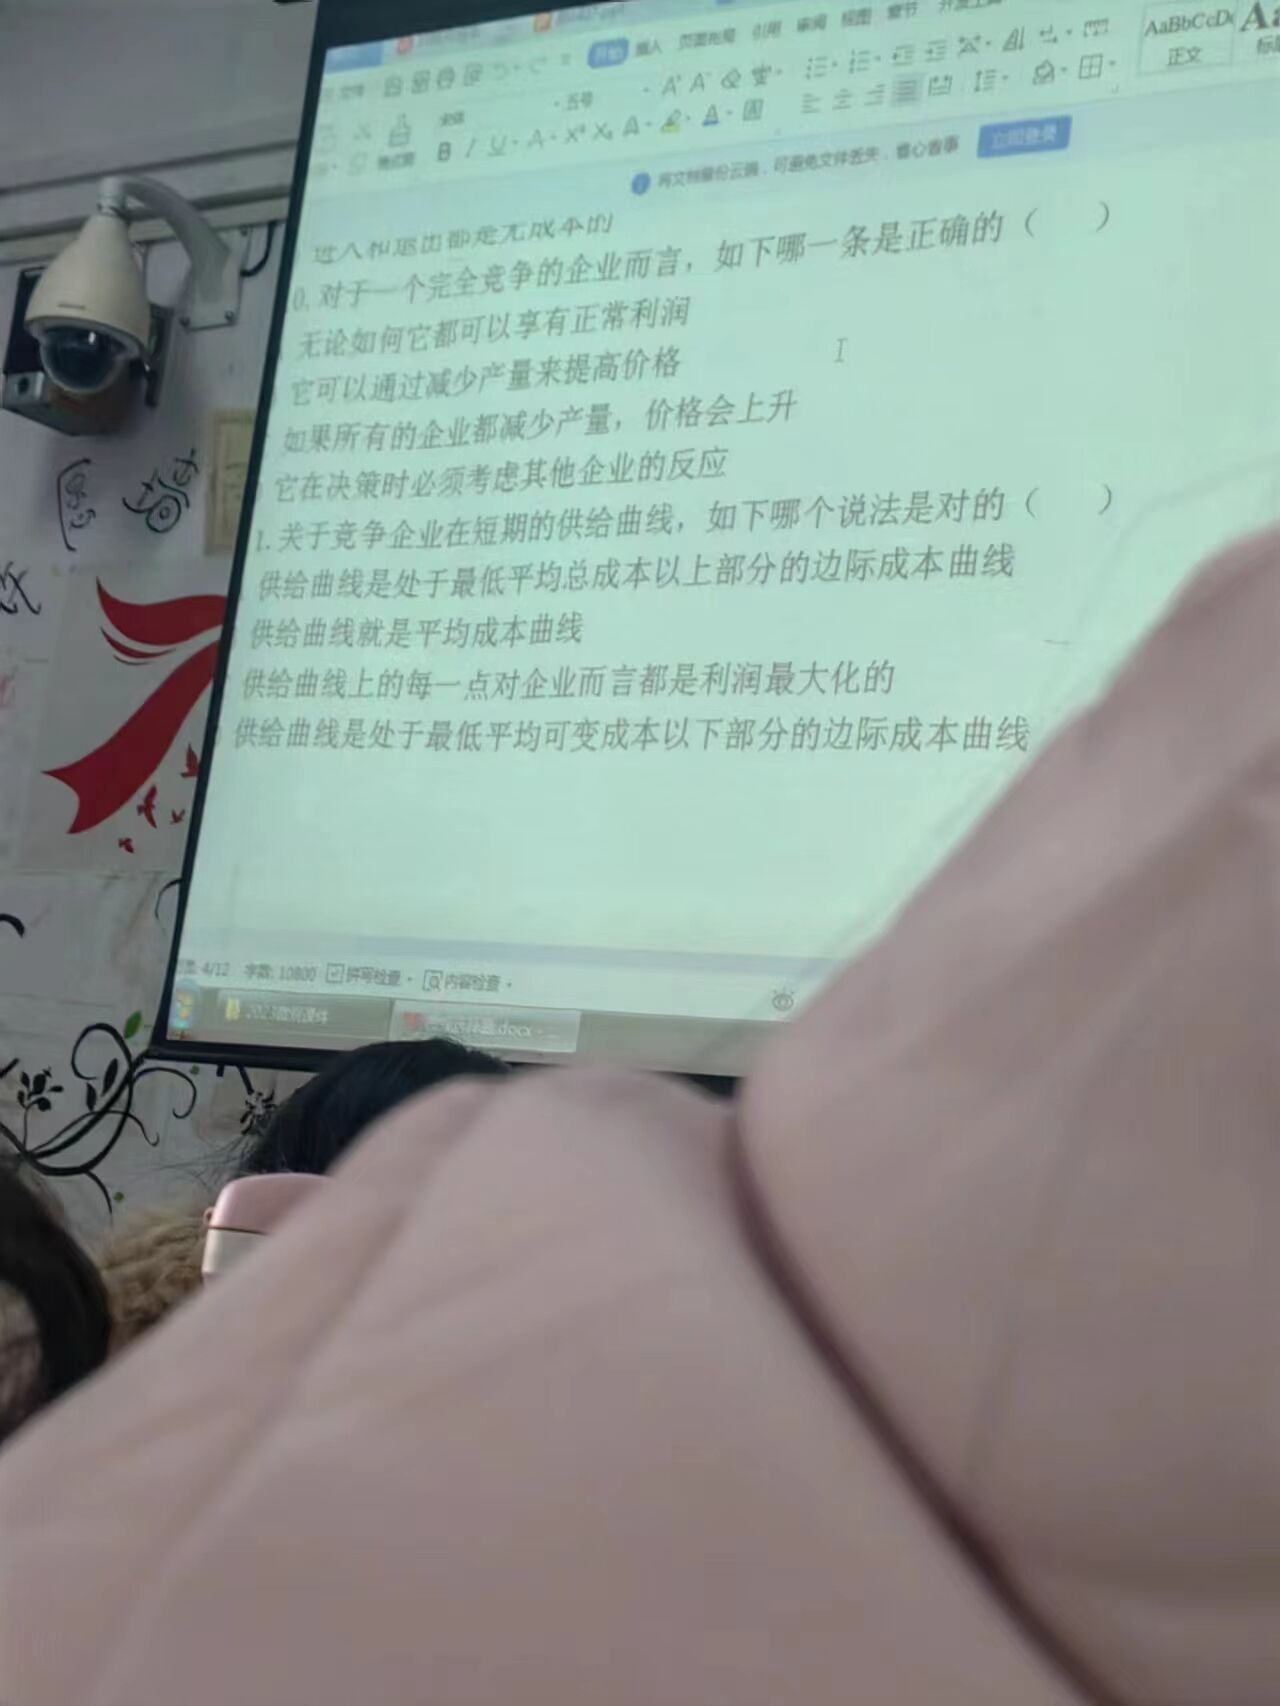 开始 插入 页面布局 引用 审阅 视图 章节 开发工具
宋体 五号
AaBbCcD
正文
将文档备份云端，可避免文件丢失，省心省事 立即登录
进入和退出都是无成本的
0. 对于一个完全竞争的企业而言，如下哪一条是正确的（ ）
无论如何它都可以享有正常利润
它可以通过减少产量来提高价格
如果所有的企业都减少产量，价格会上升
它在决策时必须考虑其他企业的反应
1. 关于竞争企业在短期的供给曲线，如下哪个说法是对的（ ）
供给曲线是处于最低平均总成本以上部分的边际成本曲线
供给曲线就是平均成本曲线
供给曲线上的每一点对企业而言都是利润最大化的
供给曲线是处于最低平均可变成本以下部分的边际成本曲线
4/12 字数: 10800 拼写检查 内容检查
.docx